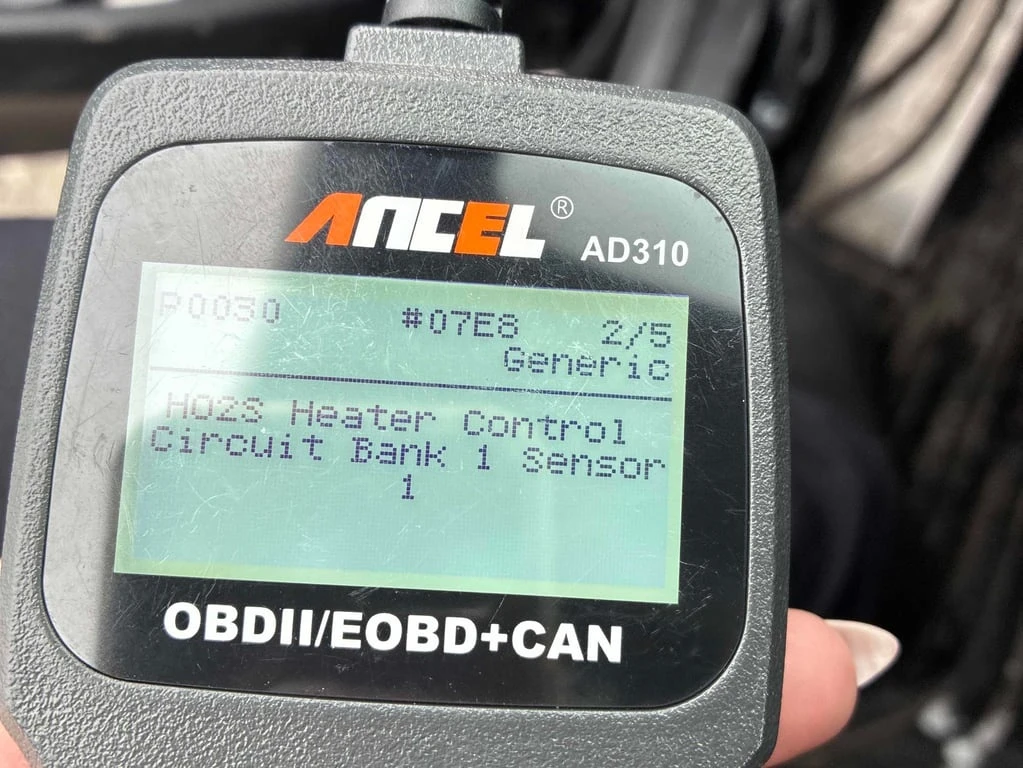 ANCEL ®
AD310
P0030 #07E8 2/5
Generic
HO2S Heater Control
Circuit Bank 1 Sensor
1
OBDII/EOBD+CAN